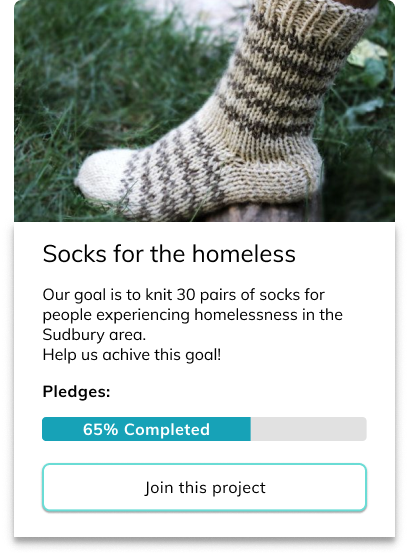 Socks for the homeless
Our goal is to knit 30 pairs of socks for
people experiencing homelessness in the
Sudbury area.
Help us achive this goal!
Pledges:
65% Completed
Join this project